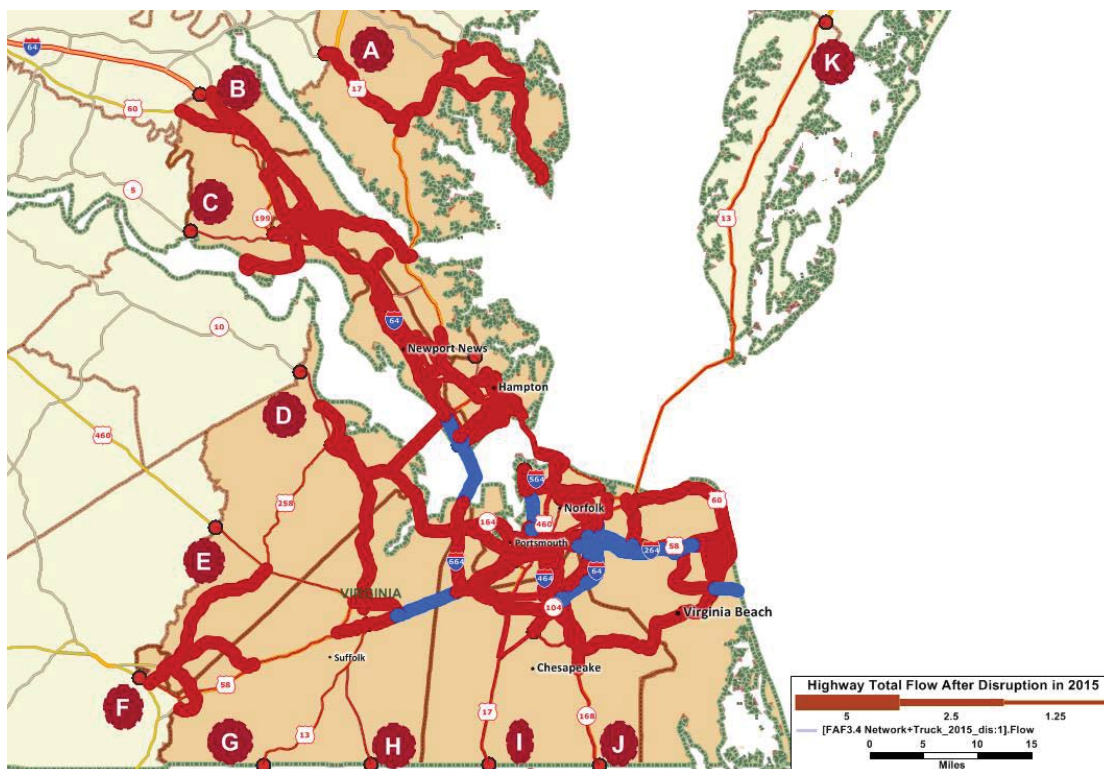 A
K
64
B
17
60
5
C
199
13
10
64
Newport News
Hampton
D
460
258
564
60
Norfolk
164
460
Portsmouth
58
264
E
664
464
64
VIRGINIA
104
Virginia Beach
Suffolk
Chesapeake
F
58
17
168
G
13
H
I
J
Highway Total Flow After Disruption in 2015
5 2.5 1.25
[FAF3.4 Network+Truck_2015_dis:1].Flow
0 5 10 15
Miles